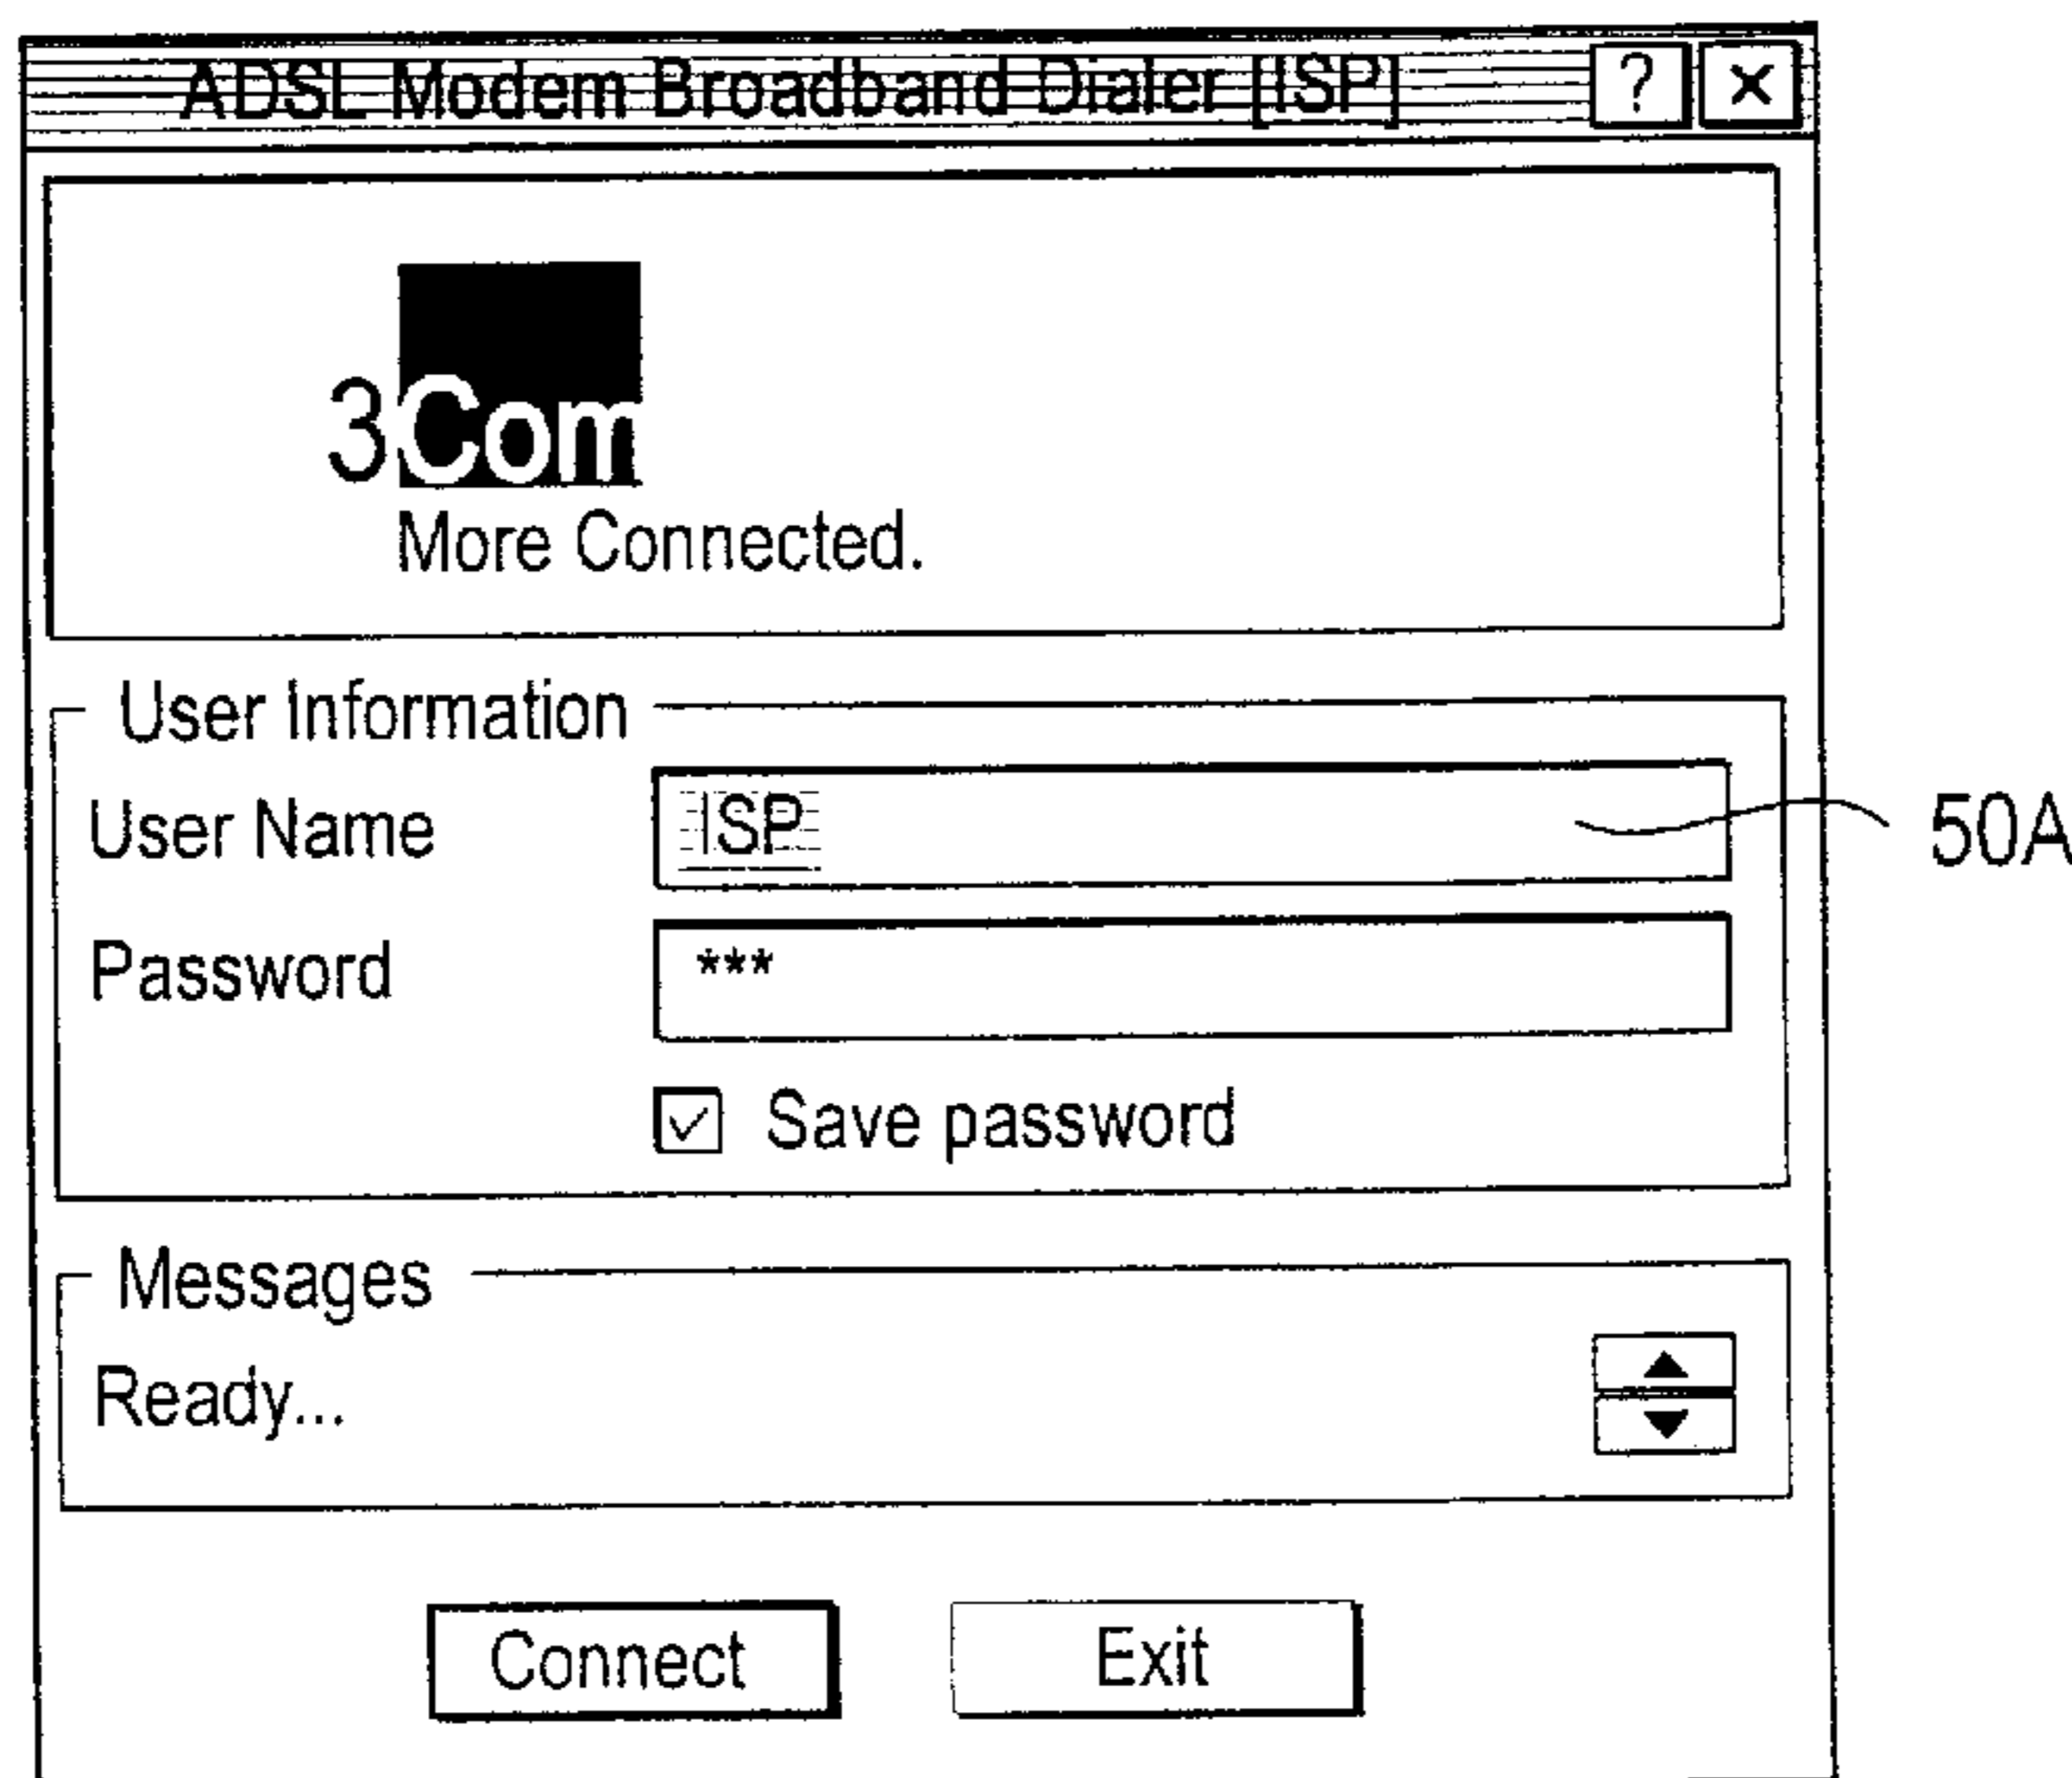 ADSL Modem Broadband Dialer [ISP] ? ×
3Com
More Connected.
User Information
User Name ISP 50A
Password ***
Save password
Messages
Ready...
Connect Exit